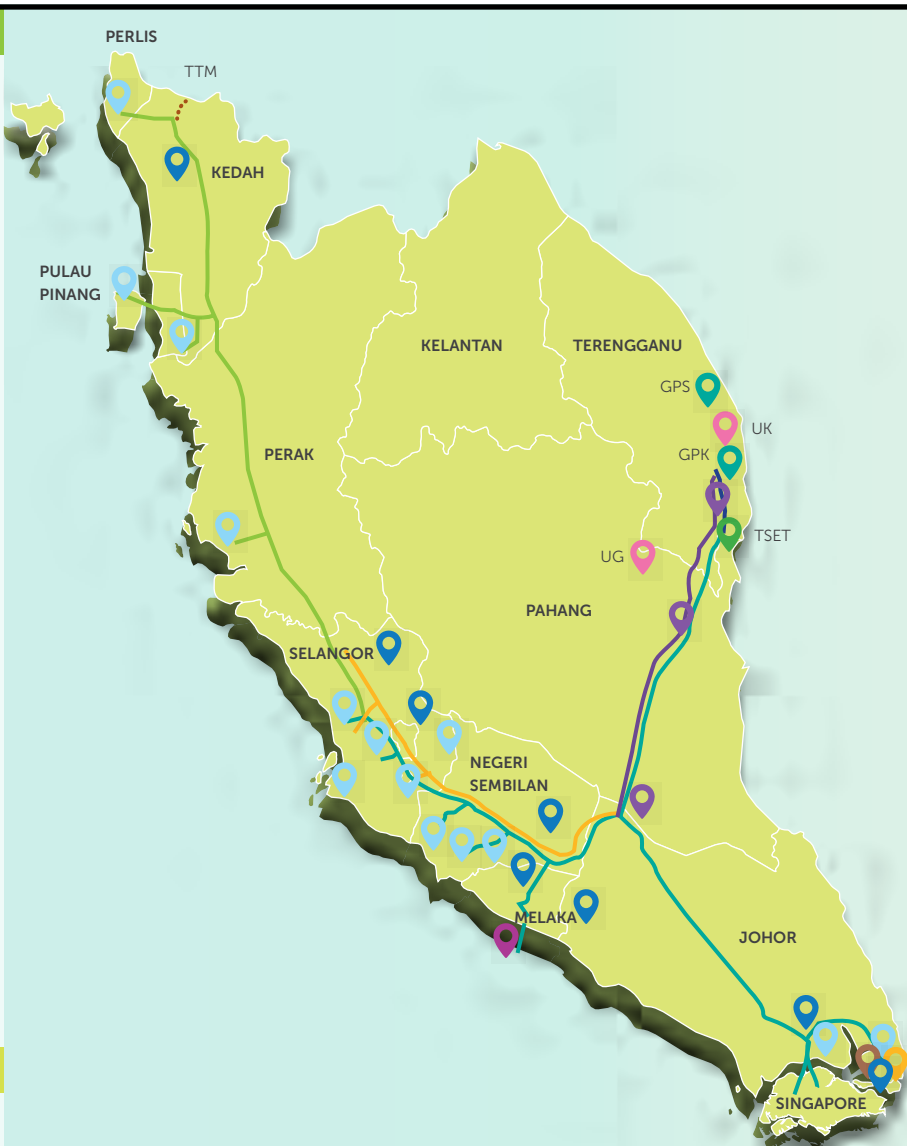 PERLIS
TTM
KEDAH
PULAU
PINANG
KELANTAN
TERENGGANU
GPS
UK
GPK
PERAK
TSET
UG
PAHANG
SELANGOR
NEGERI
SEMBILAN
MELAKA
JOHOR
SINGAPORE